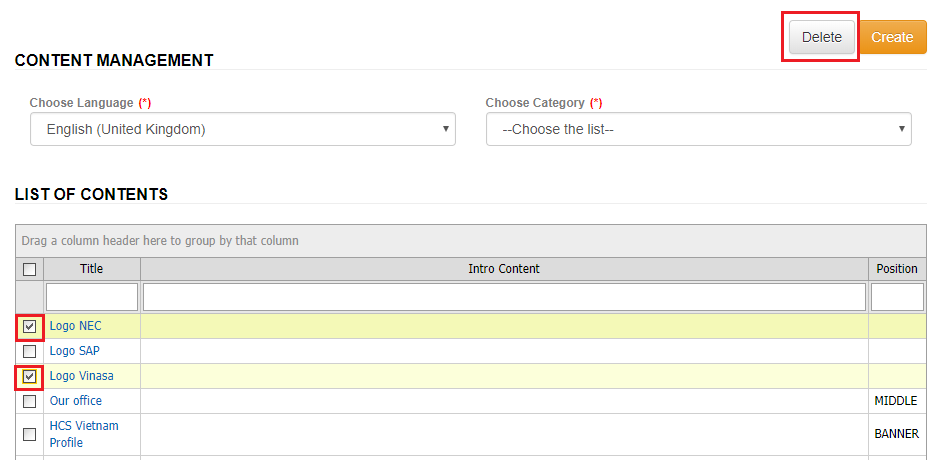 Delete Create
CONTENT MANAGEMENT
Choose Language (*) Choose Category (*)
English (United Kingdom) --Choose the list--
LIST OF CONTENTS
Drag a column header here to group by that column
Title Intro Content Position
Logo NEC
Logo SAP
Logo Vinasa
Our office MIDDLE
HCS Vietnam
Profile BANNER